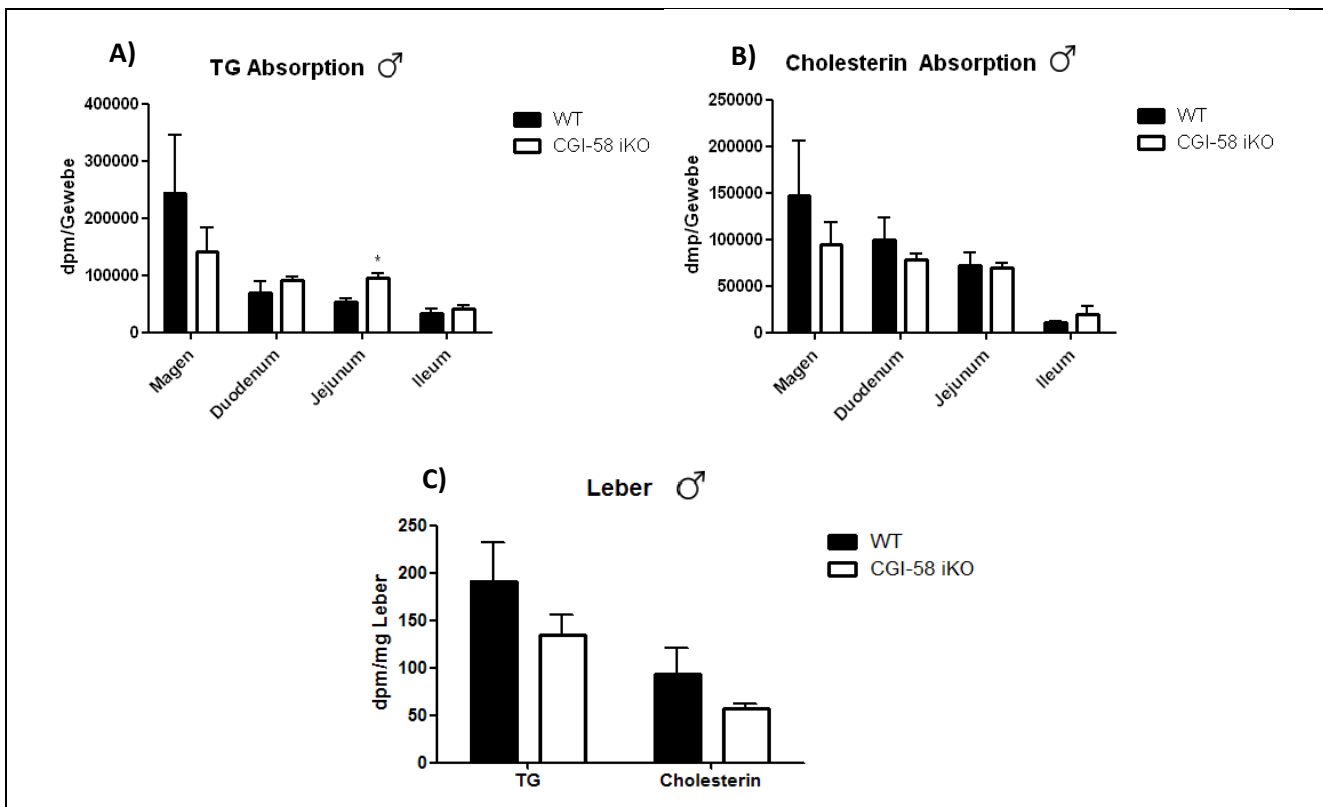 A)
TG Absorption ♂
400000
300000
200000
100000
0
dpm/Gewebe
WT
CGI-58 iKO
*
Magen
Duodenum
Jejunum
Ileum
B)
Cholesterin Absorption ♂
250000
200000
150000
100000
50000
0
dmp/Gewebe
WT
CGI-58 iKO
Magen
Duodenum
Jejunum
Ileum
C)
Leber ♂
250
200
150
100
50
0
dpm/mg Leber
WT
CGI-58 iKO
TG
Cholesterin